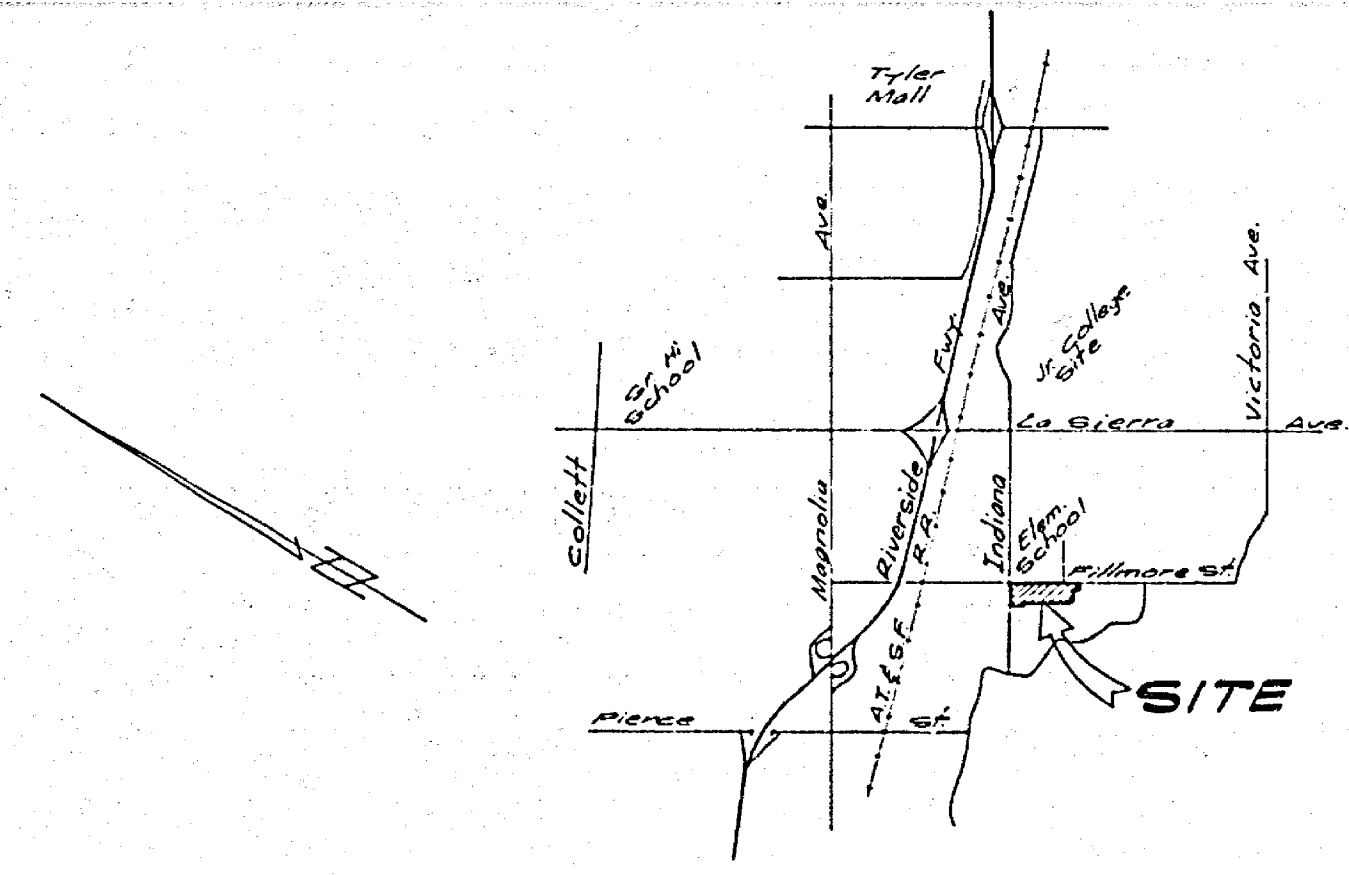 Tyler
Mall
Ave.
Victoria Ave.
Ave.
Fwy.
Jr. College
Site
Sr. Hi
School
La Sierra
Ave.
Collett
Magnolia
Riverside
R.R.
Indiana
Elem.
School
Fillmore St.
A.T. & S.F.
SITE
Pierce
St.